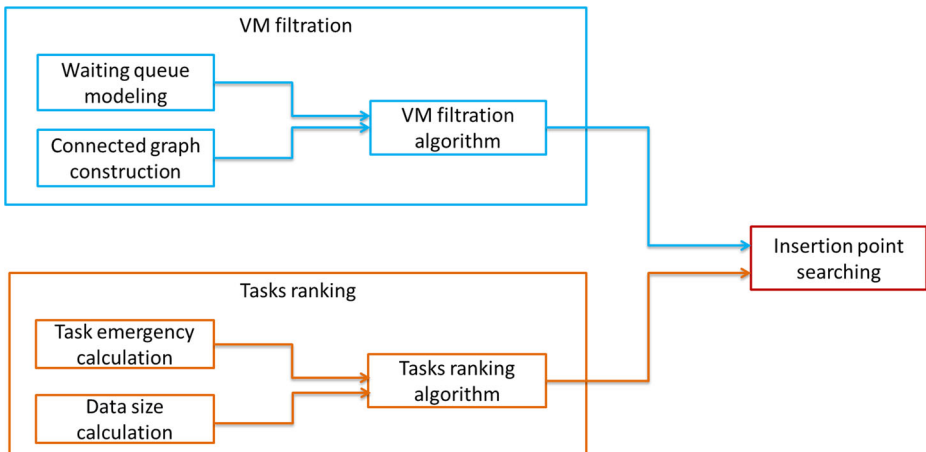 VM filtration
Waiting queue
modeling
VM filtration
algorithm
Connected graph
construction
Insertion point
searching
Tasks ranking
Task emergency
calculation
Tasks ranking
algorithm
Data size
calculation